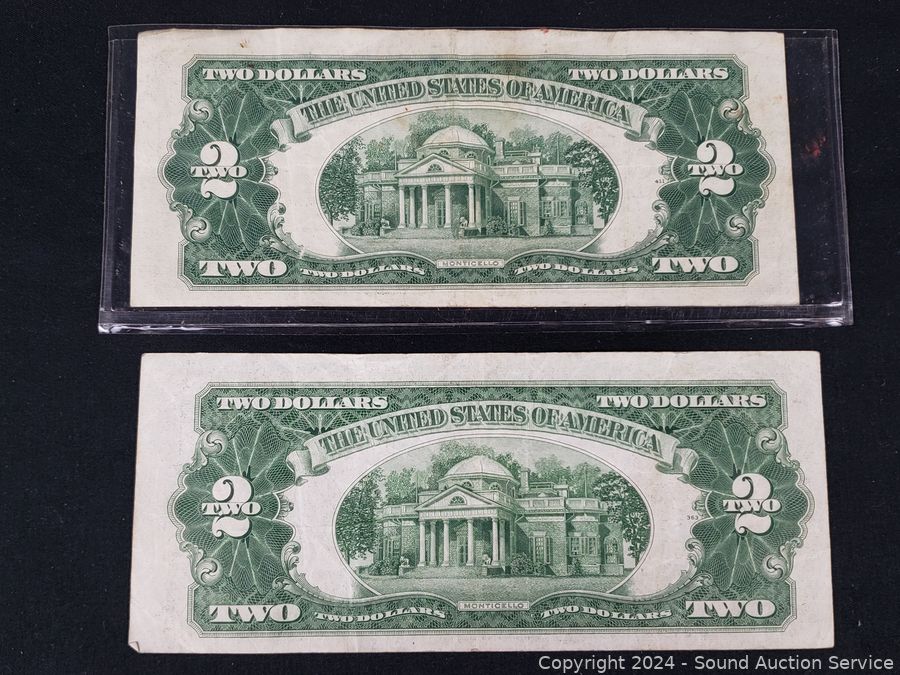 TWO DOLLARS TWO DOLLARS
THE UNITED STATES OF AMERICA
2 2
TWO TWO
MONTICELLO
TWO TWO DOLLARS TWO DOLLARS TWO
TWO DOLLARS TWO DOLLARS
THE UNITED STATES OF AMERICA
2 2
TWO 363 TWO
MONTICELLO
TWO TWO DOLLARS TWO DOLLARS TWO
Copyright 2024 - Sound Auction Service